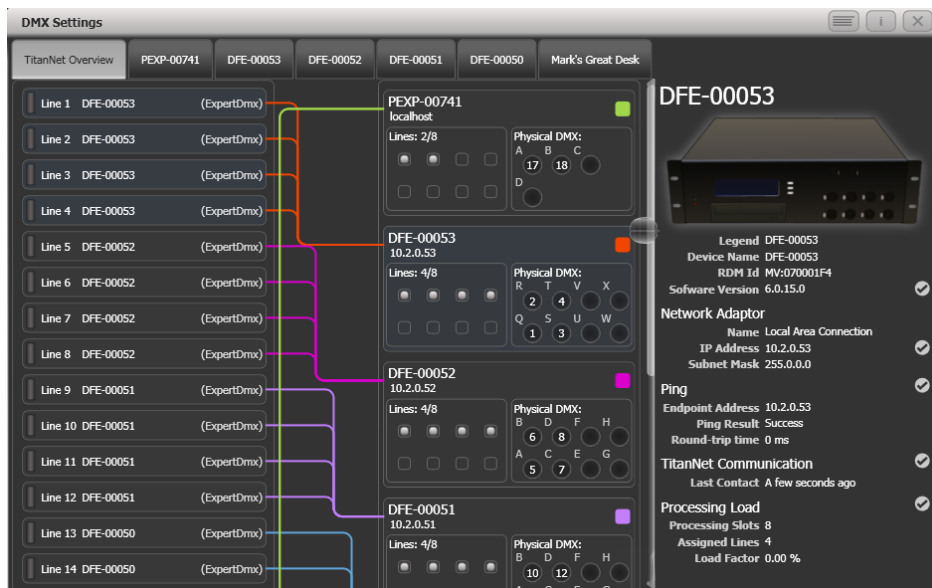 DMX Settings
i
X
TitanNet Overview
PEXP-00741
DFE-00053
DFE-00052
DFE-00051
DFE-00050
Mark's Great Desk
Line 1 DFE-00053 (ExpertDmx)
Line 2 DFE-00053 (ExpertDmx)
Line 3 DFE-00053 (ExpertDmx)
Line 4 DFE-00053 (ExpertDmx)
Line 5 DFE-00052 (ExpertDmx)
Line 6 DFE-00052 (ExpertDmx)
Line 7 DFE-00052 (ExpertDmx)
Line 8 DFE-00052 (ExpertDmx)
Line 9 DFE-00051 (ExpertDmx)
Line 10 DFE-00051 (ExpertDmx)
Line 11 DFE-00051 (ExpertDmx)
Line 12 DFE-00051 (ExpertDmx)
Line 13 DFE-00050 (ExpertDmx)
Line 14 DFE-00050 (ExpertDmx)
PEXP-00741
localhost
Lines: 2/8
Physical DMX:
A B C
17 18
D
DFE-00053
10.2.0.53
Lines: 4/8
Physical DMX:
R T V X
2 4
Q S U W
1 3
DFE-00052
10.2.0.52
Lines: 4/8
Physical DMX:
B D F H
6 8
A C E G
5 7
DFE-00051
10.2.0.51
Lines: 4/8
Physical DMX:
B D F H
10 12
A C E G
DFE-00053
Legend DFE-00053
Device Name DFE-00053
RDM Id MV:070001F4
Sofware Version 6.0.15.0
Network Adaptor
Name Local Area Connection
IP Address 10.2.0.53
Subnet Mask 255.0.0.0
Ping
Endpoint Address 10.2.0.53
Ping Result Success
Round-trip time 0 ms
TitanNet Communication
Last Contact A few seconds ago
Processing Load
Processing Slots 8
Assigned Lines 4
Load Factor 0.00 %